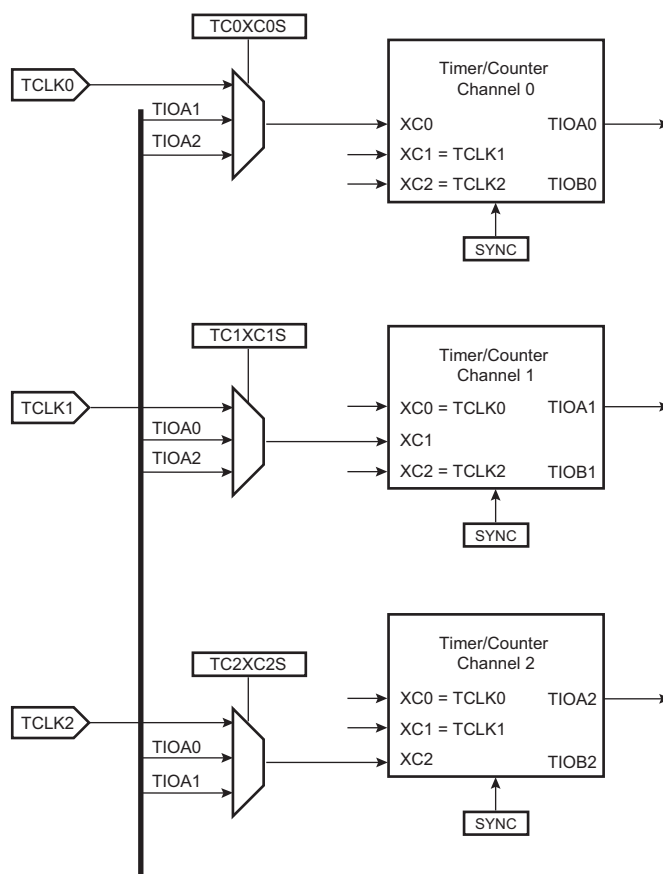 TC0XC0S
TCLK0
TIOA1
TIOA2
Timer/Counter
Channel 0
XC0
TIOA0
XC1 = TCLK1
XC2 = TCLK2
TIOB0
SYNC
TC1XC1S
TCLK1
TIOA0
TIOA2
Timer/Counter
Channel 1
XC0 = TCLK0
TIOA1
XC1
XC2 = TCLK2
TIOB1
SYNC
TC2XC2S
TCLK2
TIOA0
TIOA1
Timer/Counter
Channel 2
XC0 = TCLK0
TIOA2
XC1 = TCLK1
XC2
TIOB2
SYNC